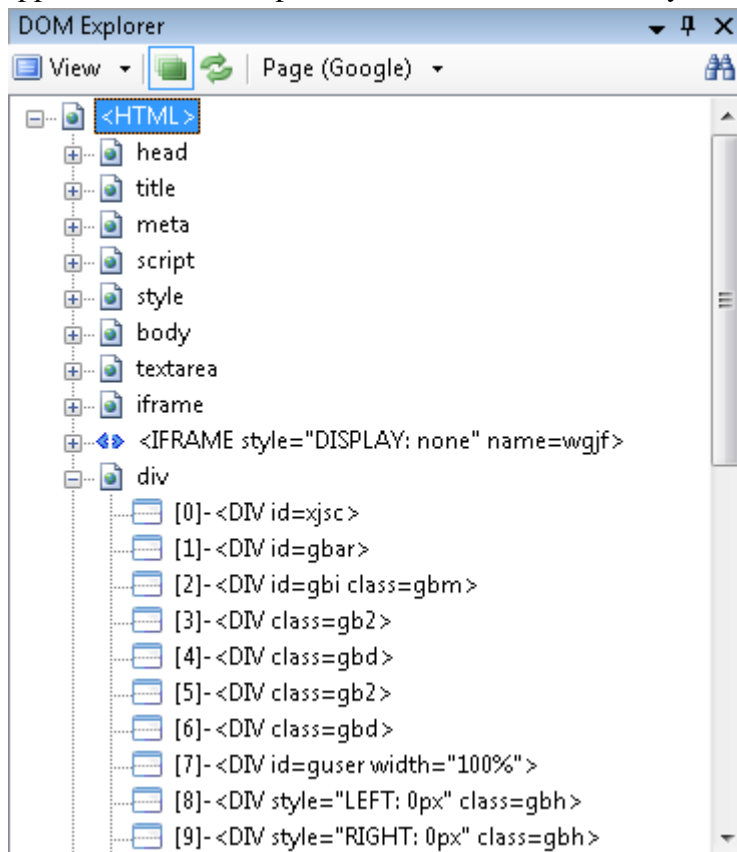 DOM Explorer
View Page (Google)
<HTML>
head
title
meta
script
style
body
textarea
iframe
<IFRAME style="DISPLAY: none" name=wgjf>
div
[0]-<DIV id=xjsc>
[1]-<DIV id=gbar>
[2]-<DIV id=gbi class=gbm>
[3]-<DIV class=gb2>
[4]-<DIV class=gbd>
[5]-<DIV class=gb2>
[6]-<DIV class=gbd>
[7]-<DIV id=guser width="100%">
[8]-<DIV style="LEFT: 0px" class=gbh>
[9]-<DIV style="RIGHT: 0px" class=gbh>